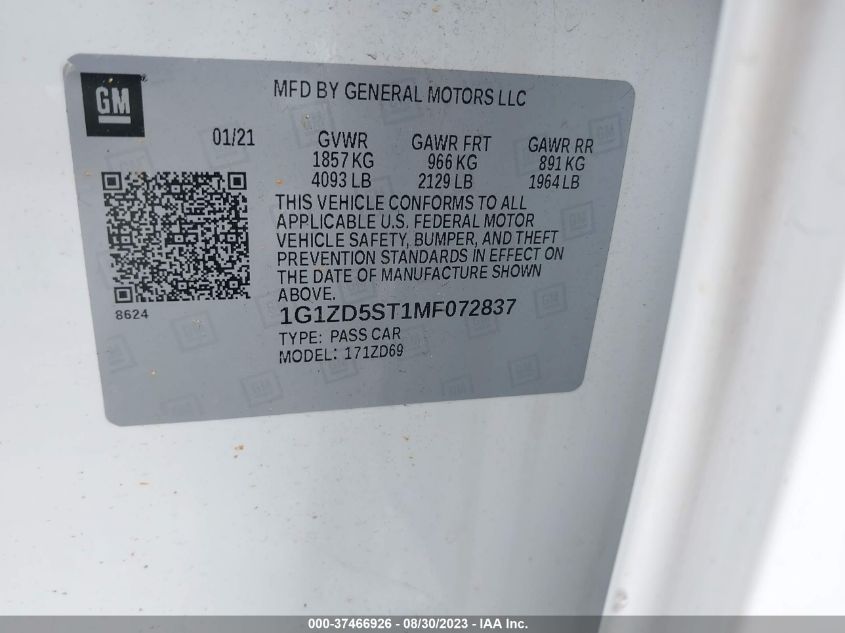 GM
MFD BY GENERAL MOTORS LLC
01/21 GVWR GAWR FRT GAWR RR
1857 KG 966 KG 891 KG
4093 LB 2129 LB 1964 LB
THIS VEHICLE CONFORMS TO ALL
APPLICABLE U.S. FEDERAL MOTOR
VEHICLE SAFETY, BUMPER, AND THEFT
PREVENTION STANDARDS IN EFFECT ON
THE DATE OF MANUFACTURE SHOWN
ABOVE.
8624
1G1ZD5ST1MF072837
TYPE: PASS CAR
MODEL: 171ZD69
000-37466926 - 08/30/2023 - IAA Inc.